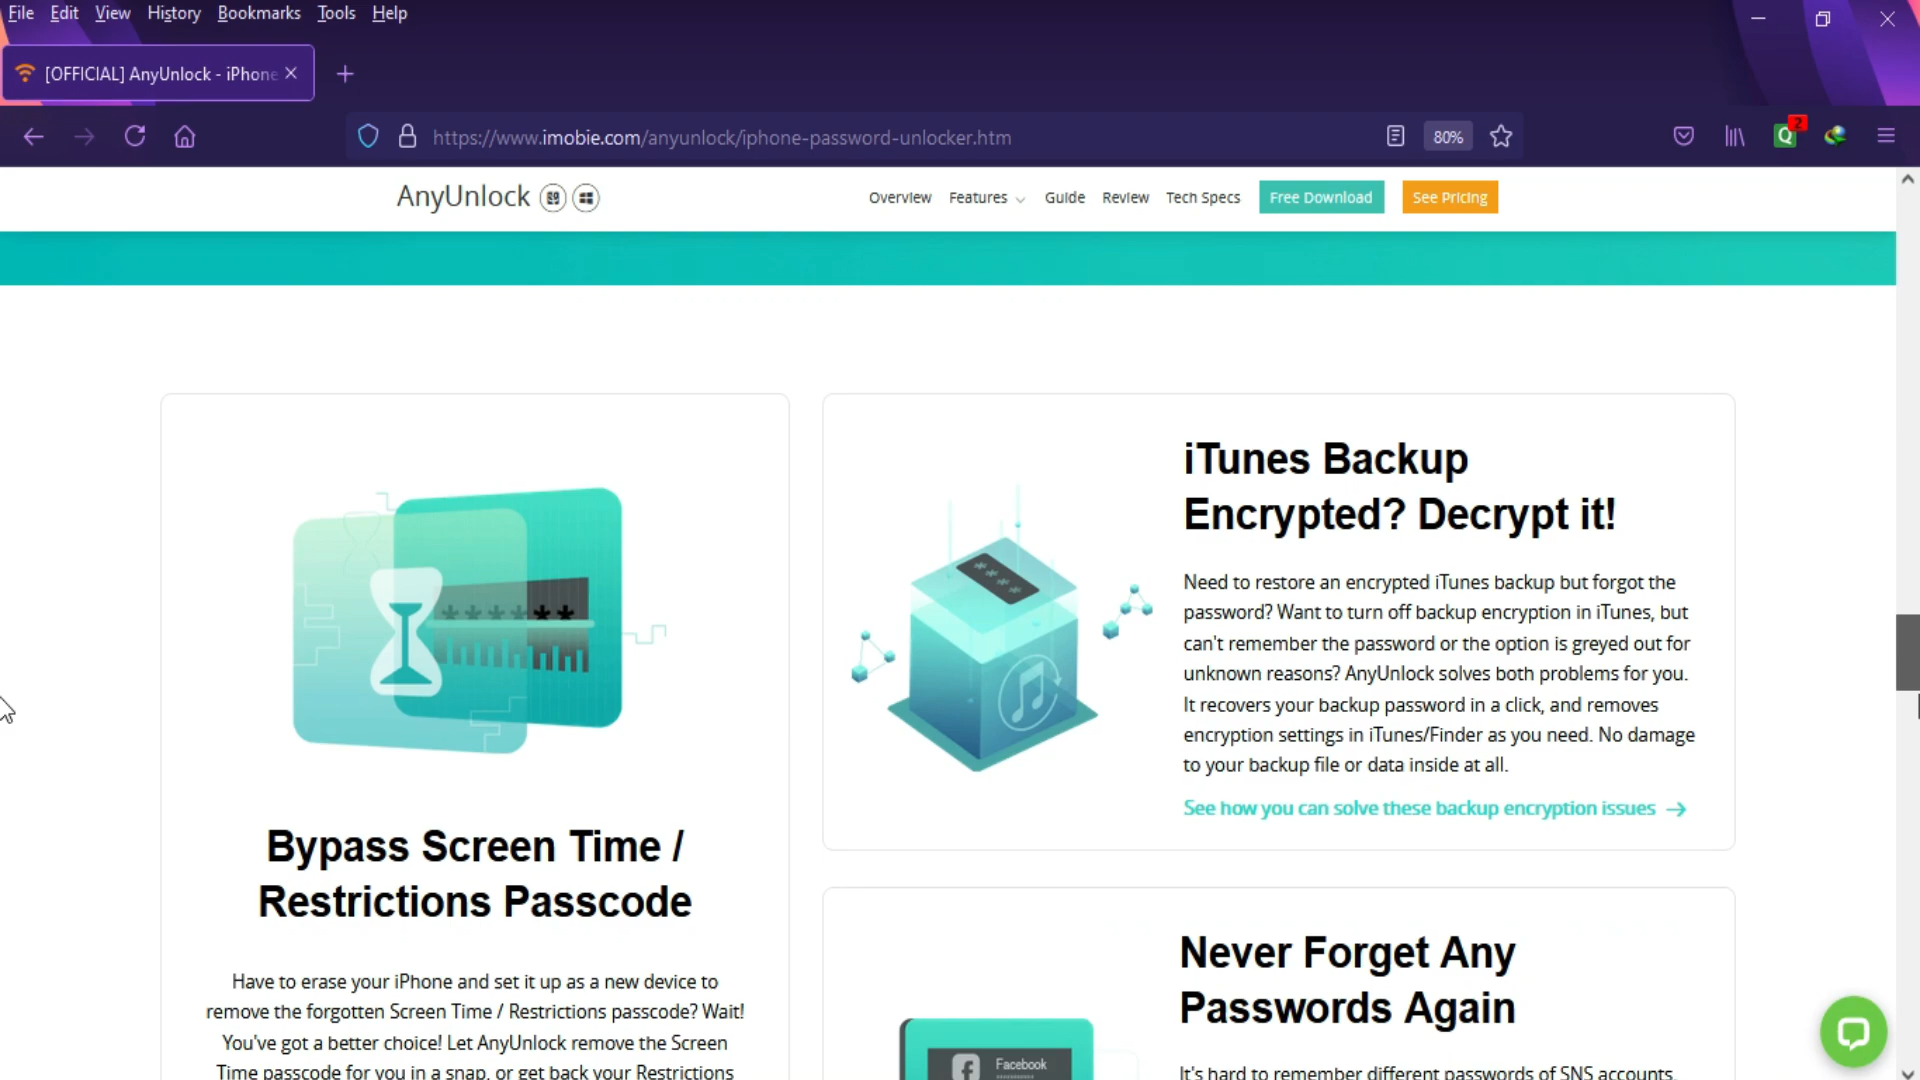 File Edit View History Bookmarks Tools Help
[OFFICIAL] AnyUnlock - iPhone
https://www.imobie.com/anyunlock/iphone-password-unlocker.htm
80%
Q
2
AnyUnlock
Overview Features Guide Review Tech Specs Free Download See Pricing
Bypass Screen Time /
Restrictions Passcode
Have to erase your iPhone and set it up as a new device to
remove the forgotten Screen Time / Restrictions passcode? Wait!
You've got a better choice! Let AnyUnlock remove the Screen
Time passcode for you in a snap, or get back your Restrictions
iTunes Backup
Encrypted? Decrypt it!
Need to restore an encrypted iTunes backup but forgot the
password? Want to turn off backup encryption in iTunes, but
can't remember the password or the option is greyed out for
unknown reasons? AnyUnlock solves both problems for you.
It recovers your backup password in a click, and removes
encryption settings in iTunes/Finder as you need. No damage
to your backup file or data inside at all.
See how you can solve these backup encryption issues →
Never Forget Any
Passwords Again
Facebook
It's hard to remember different passwords of SNS accounts,